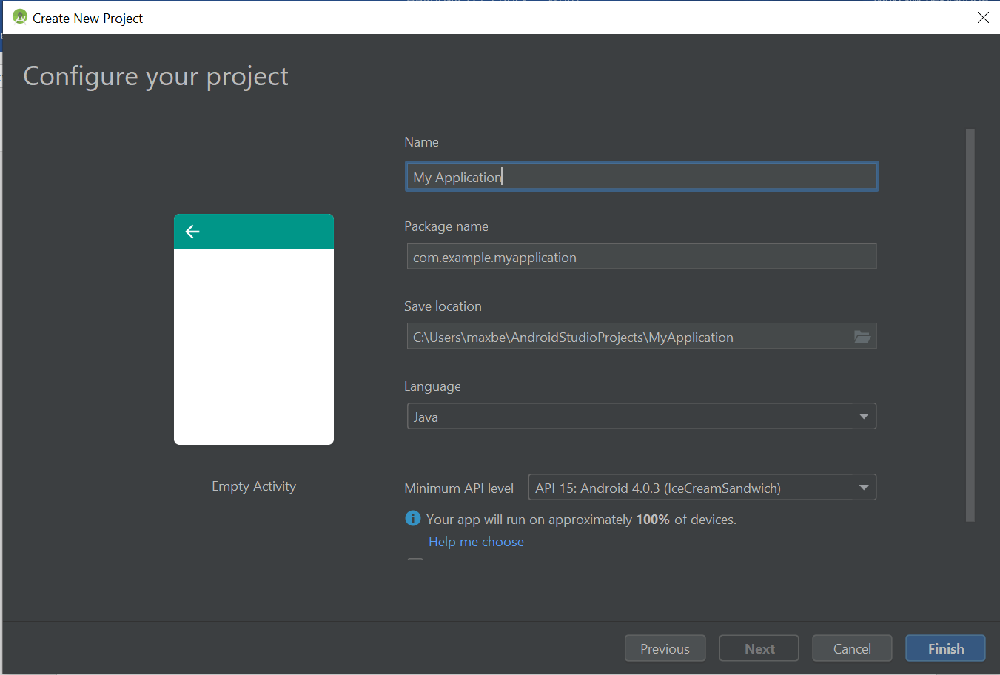 Create New Project
Configure your project
Name
My Application
Package name
com.example.myapplication
Save location
C:\Users\maxbe\AndroidStudioProjects\MyApplication
Language
Java
Empty Activity
Minimum API level API 15: Android 4.0.3 (IceCreamSandwich)
Your app will run on approximately 100% of devices.
Help me choose
Previous Next Cancel Finish